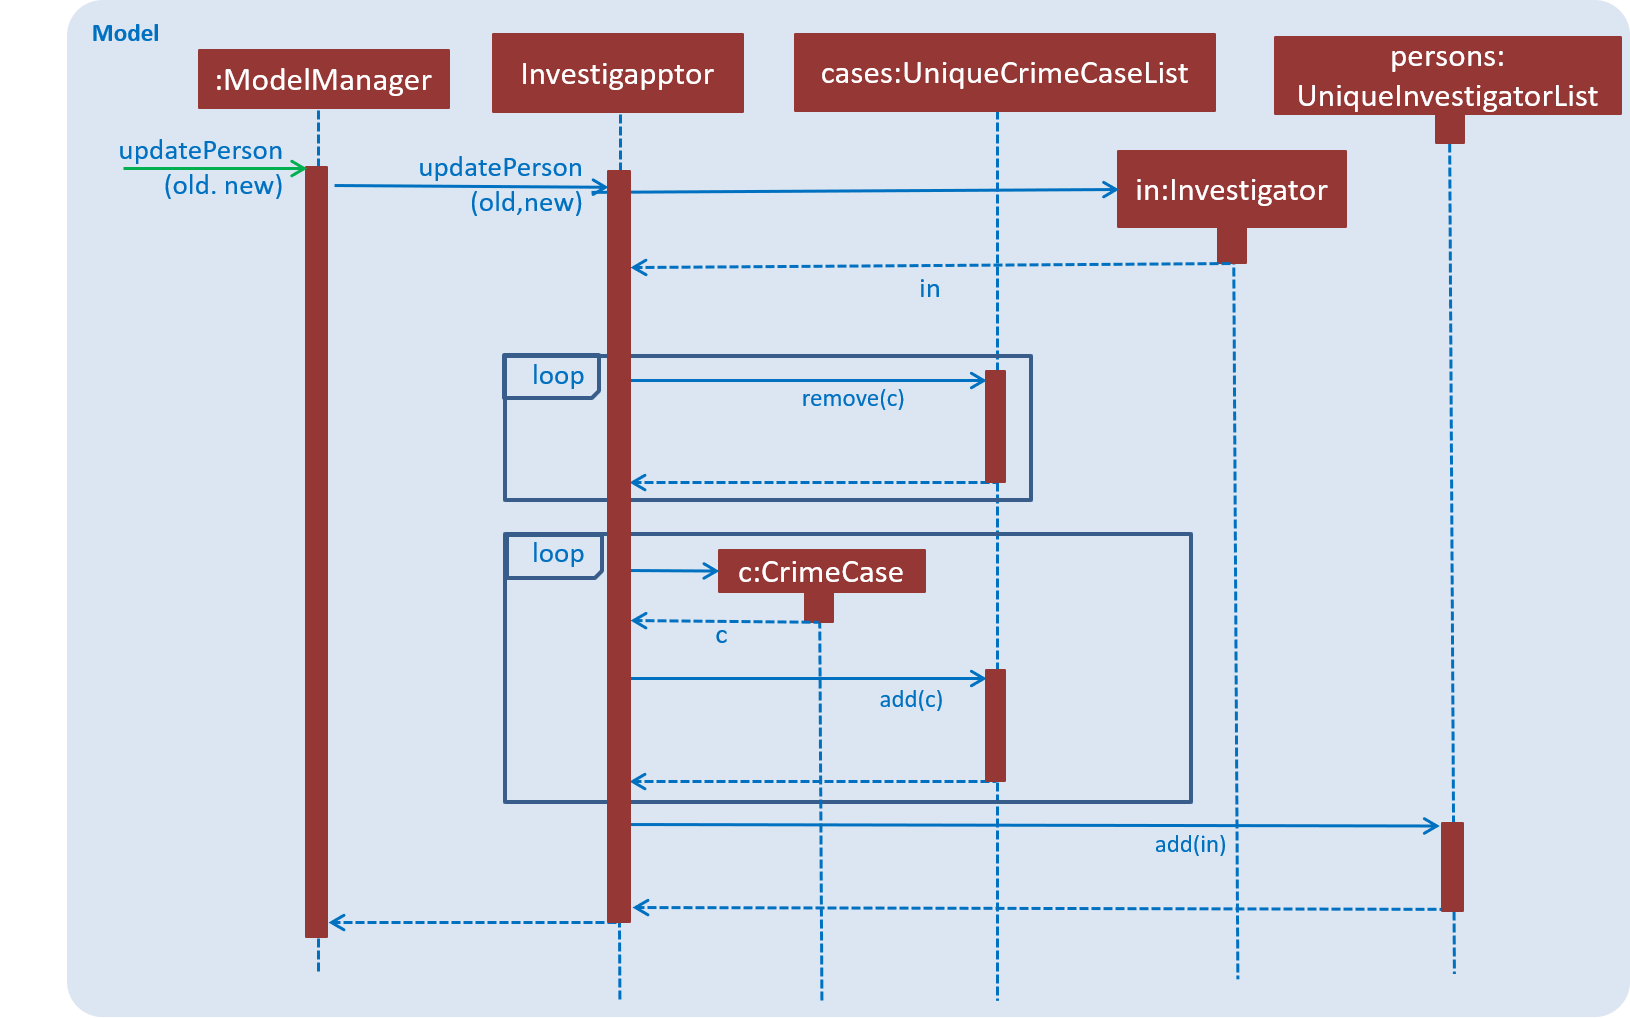 Model
:ModelManager
Investigapptor
cases:UniqueCrimeCaseList
persons:
UniqueInvestigatorList
updatePerson
(old. new)
updatePerson
(old,new)
in:Investigator
in
loop
remove(c)
loop
c:CrimeCase
c
add(c)
add(in)